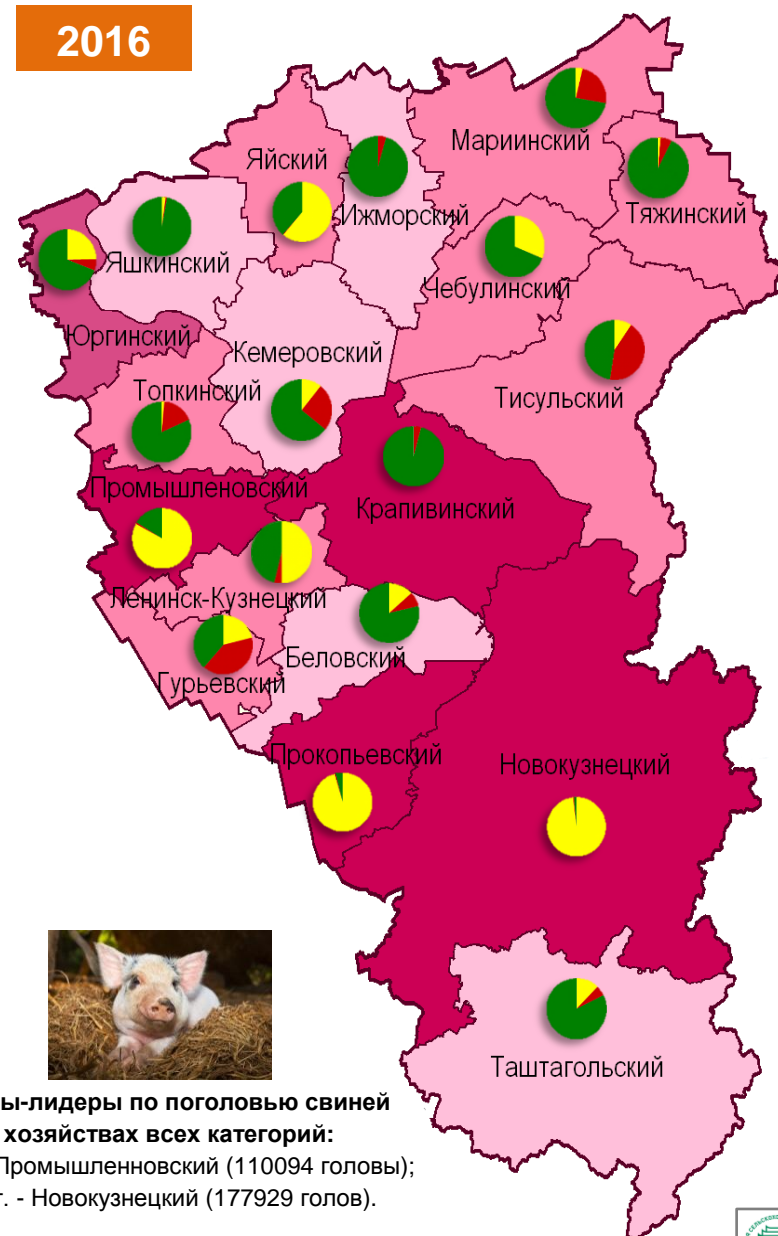 2016
Мариинский
Яйский
Тяжинский
Ижморский
Яшкинский
Чебулинский
Юргинский
Кемеровский
Топкинский
Тисульский
Промышленовский
Крапивинский
Ленинск-Кузнецкий
Беловский
Гурьевский
Прокопьевский
Новокузнецкий
Таштагольский
ы-лидеры по поголовью свиней
хозяйствах всех категорий:
Промышленновский (110094 головы);
г. - Новокузнецкий (177929 голов).